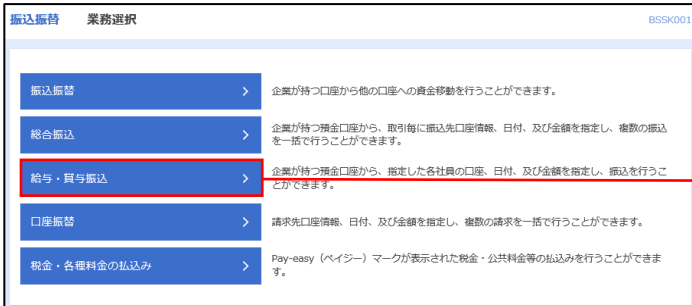 振込振替 業務選択 BSSK001
振込振替 企業が持つ口座から他の口座への資金移動を行うことができます。
総合振込 企業が持つ預金口座から、取引毎に振込先口座情報、日付、及び金額を指定し、複数の振込
を一括で行うことができます。
給与・賞与振込 企業が持つ預金口座から、指定した各社員の口座、日付、及び金額を指定し、振込を行うこ
とができます。
口座振替 請求先口座情報、日付、及び金額を指定し、複数の請求を一括で行うことができます。
税金・各種料金の払込み Pay-easy（ペイジー）マークが表示された税金・公共料金等の払込みを行うことができま
す。